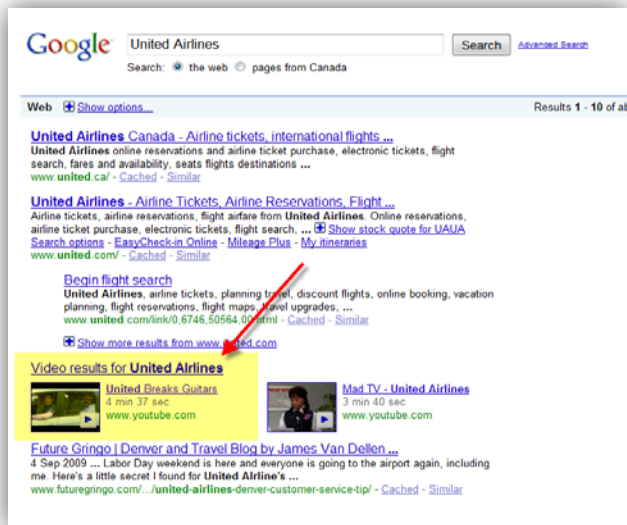 Google
United Airlines
Search
Advanced Search
Search: the web pages from Canada
Web Show options...
Results 1 - 10 of ab
United Airlines Canada - Airline tickets, international flights ...
United Airlines online reservations and airline ticket purchase, electronic tickets, flight
search, fares and availability, seats flights destinations ...
www.united.ca/ - Cached - Similar
United Airlines - Airline Tickets, Airline Reservations, Flight ...
Airline tickets, airline reservations, flight airfare from United Airlines. Online reservations,
airline ticket purchase, electronic tickets, flight search, ... Show stock quote for UAUA
Search options - EasyCheck-in Online - Mileage Plus - My itineraries
www.united.com/ - Cached - Similar
Begin flight search
United Airlines, airline tickets, planning travel, discount flights, online booking, vacation
planning, flight reservations, flight maps, travel upgrades, ...
www.united.com/link/0,6746,50564,00.html - Cached - Similar
Show more results from www.united.com
Video results for United AIrlines
United Breaks Guitars
4 min 37 sec
www.youtube.com
Mad TV - United Airlines
3 min 40 sec
www.youtube.com
Future Gringo | Denver and Travel Blog by James Van Dellen ...
4 Sep 2009 ... Labor Day weekend is here and everyone is going to the airport again, including
me. Here's a little secret I found for United AIrline's ...
www.futuregringo.com/.../united-airlines-denver-customer-service-tip/ - Cached - Similar